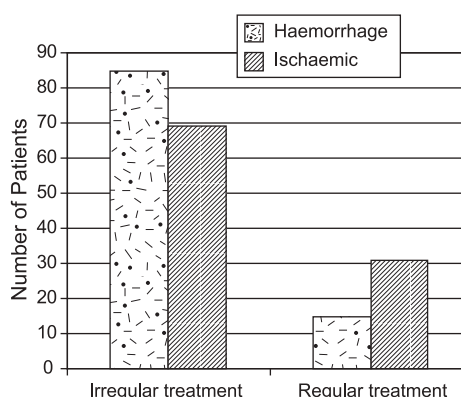 Haemorrhage
Ischaemic
Number of Patients
90
80
70
60
50
40
30
20
10
0
Irregular treatment
Regular treatment